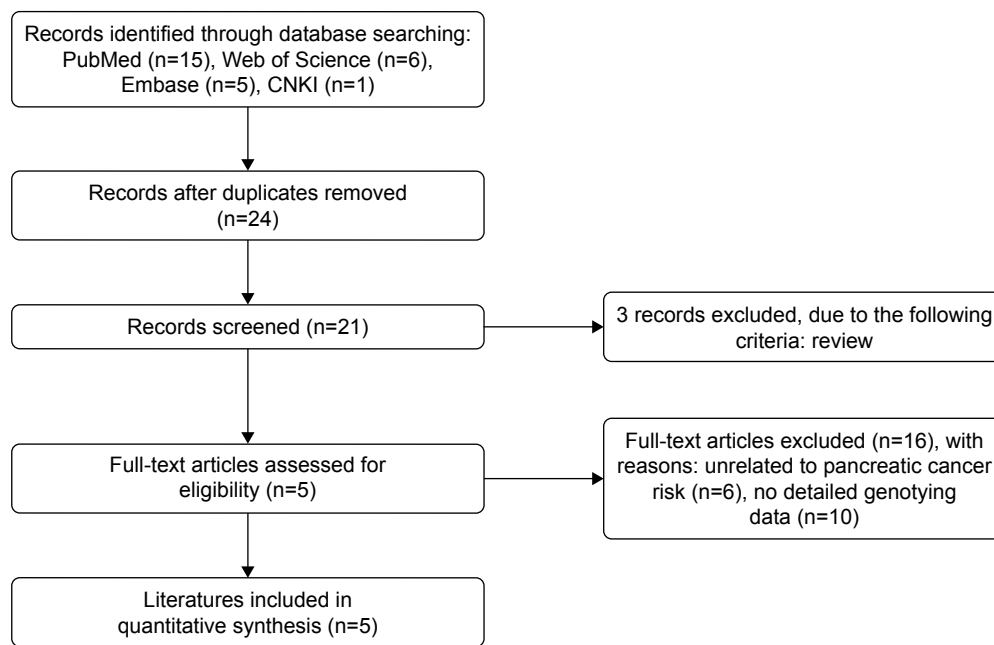 Records identified through database searching:
PubMed (n=15), Web of Science (n=6),
Embase (n=5), CNKI (n=1)
Records after duplicates removed
(n=24)
Records screened (n=21)
3 records excluded, due to the following
criteria: review
Full-text articles assessed for
eligibility (n=5)
Full-text articles excluded (n=16), with
reasons: unrelated to pancreatic cancer
risk (n=6), no detailed genotying
data (n=10)
Literatures included in
quantitative synthesis (n=5)